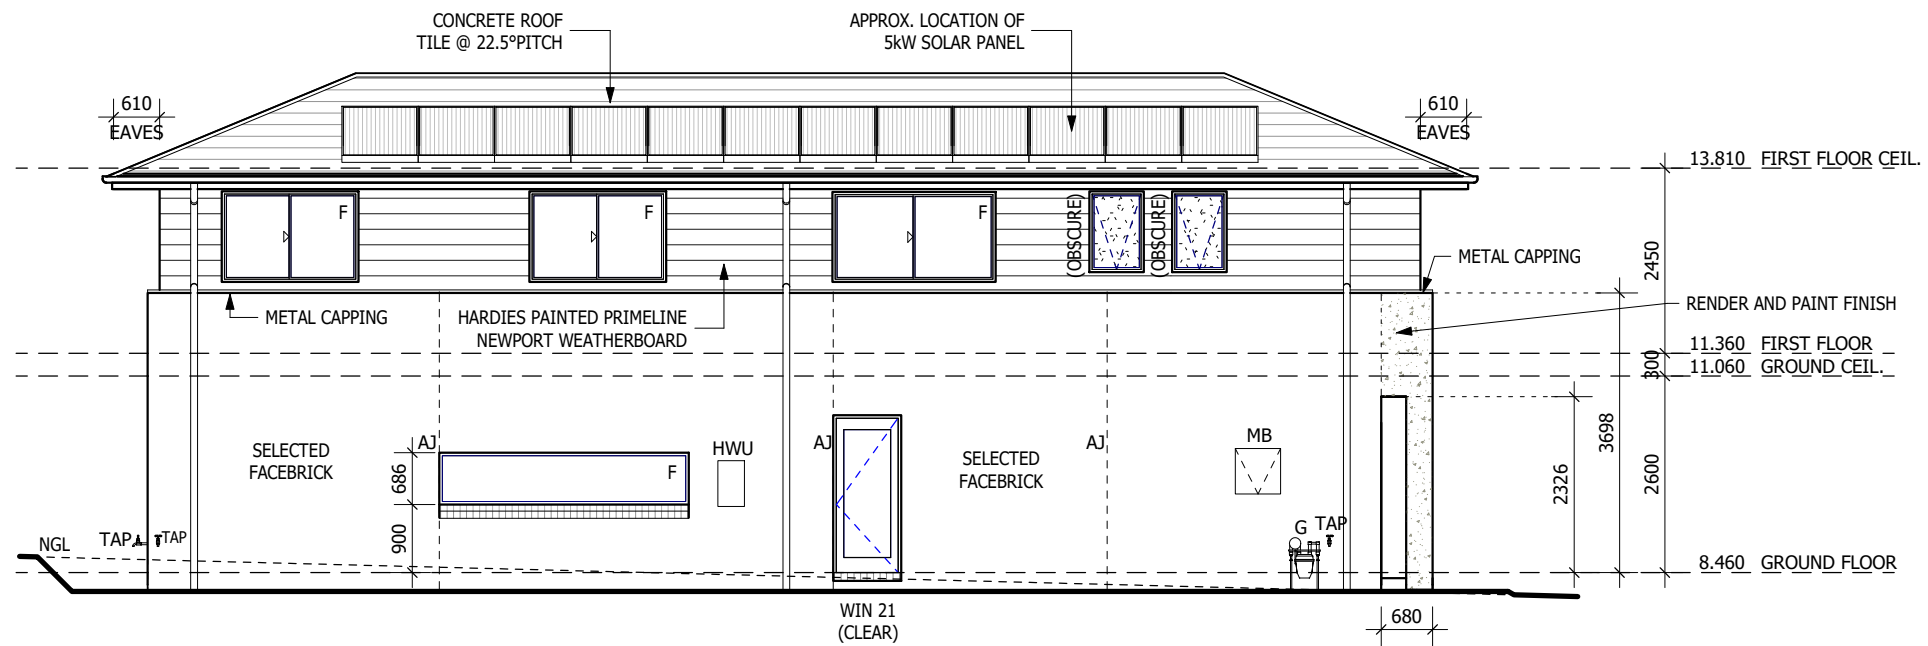 CONCRETE ROOF
TILE @ 22.5°PITCH
APPROX. LOCATION OF
5kW SOLAR PANEL
610
EAVES
610
EAVES
13.810 FIRST FLOOR CEIL.
F
F
F
(OBSCURE)
(OBSCURE)
2450
METAL CAPPING
METAL CAPPING
HARDIES PAINTED PRIMELINE
NEWPORT WEATHERBOARD
RENDER AND PAINT FINISH
11.360 FIRST FLOOR
300
11.060 GROUND CEIL.
SELECTED
FACEBRICK
AJ
686
F
HWU
AJ
SELECTED
FACEBRICK
AJ
MB
2326
3698
2600
900
NGL
TAP
TAP
G
TAP
8.460 GROUND FLOOR
WIN 21
(CLEAR)
680